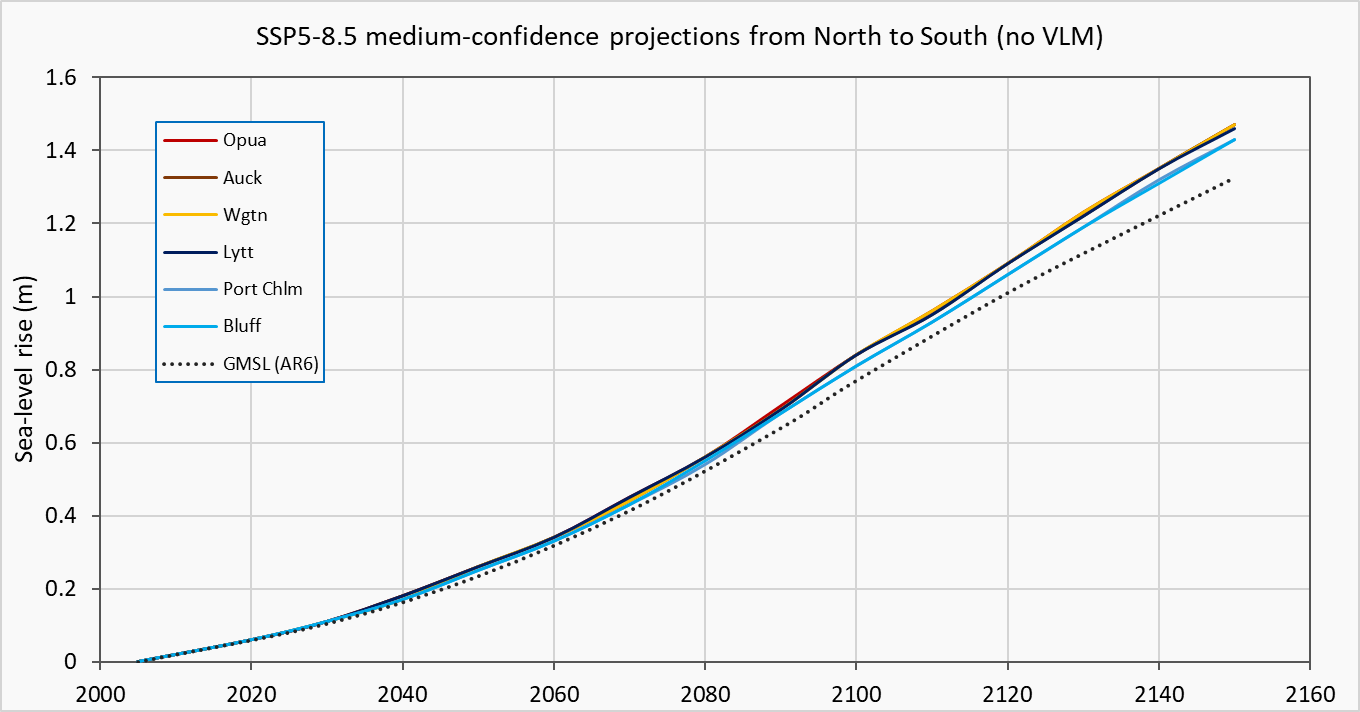 SSP5-8.5 medium-confidence projections from North to South (no VLM)
Sea-level rise (m)
1.6
1.4
1.2
1
0.8
0.6
0.4
0.2
0
Opua
Auck
Wgtn
Lytt
Port Chlm
Bluff
GMSL (AR6)
2000 2020 2040 2060 2080 2100 2120 2140 2160